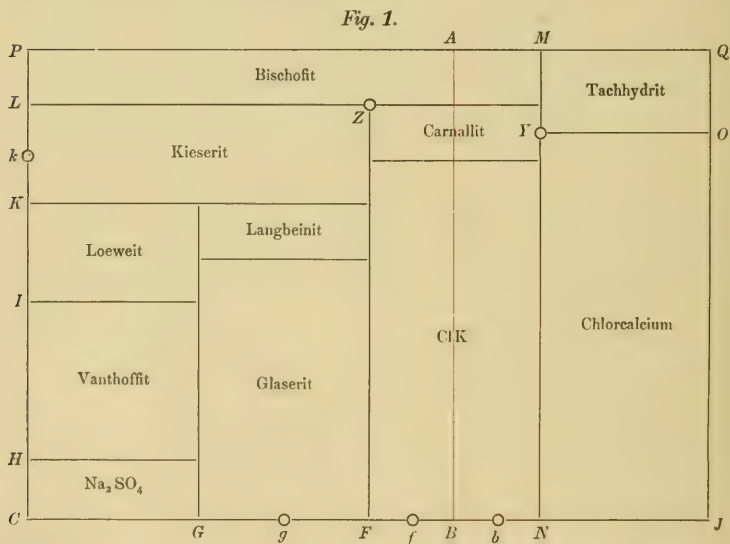 Fig. 1.
P A M Q
Bischofit
Tachhydrit
L
Z Carnallit Y O
k Kieserit
K
Langbeinit
Loeweit
I
ClK Chlorcalcium
Vanthoffit Glaserit
H
Na₂SO₄
C G g F f B b N J